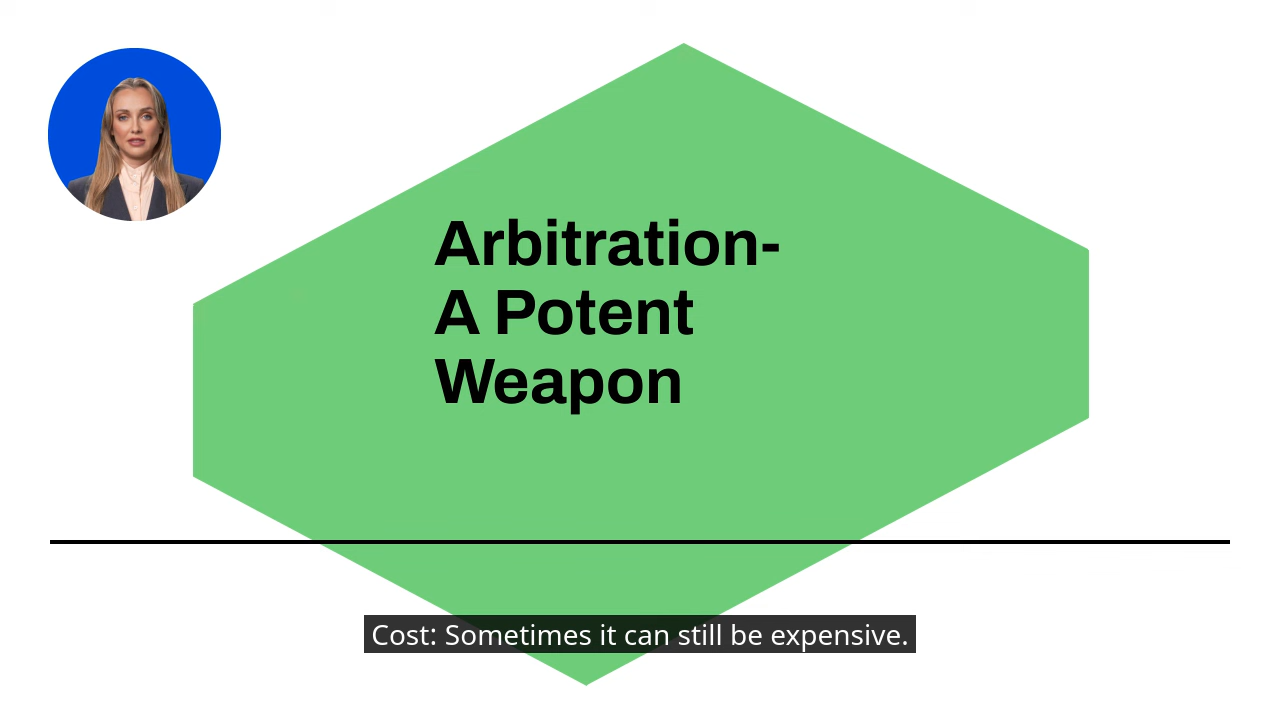 Arbitration-
A Potent
Weapon
Cost: Sometimes it can still be expensive.